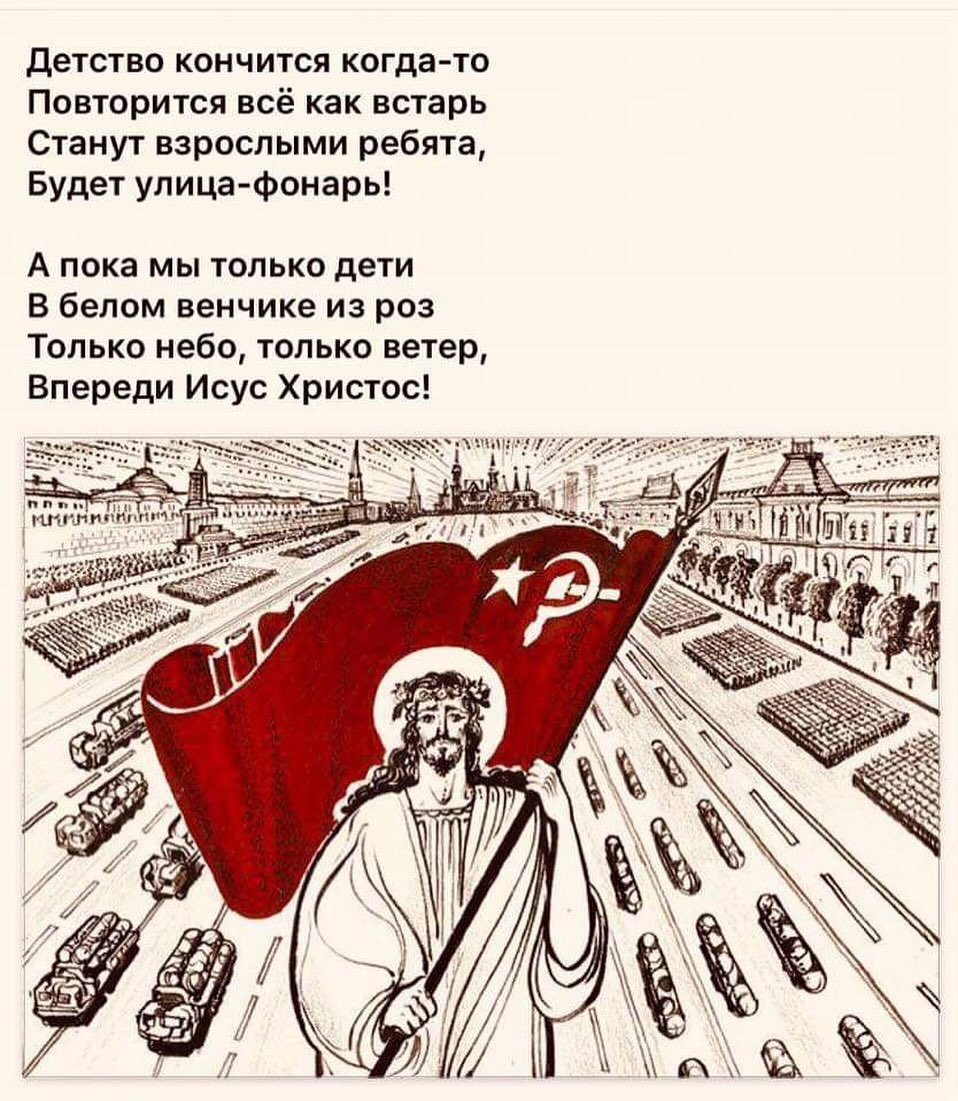 Детство кончится когда-то
Повторится всё как встарь
Станут взрослыми ребята,
Будет улица-фонарь!
А пока мы только дети
В белом венчике из роз
Только небо, только ветер,
Впереди Исус Христос!